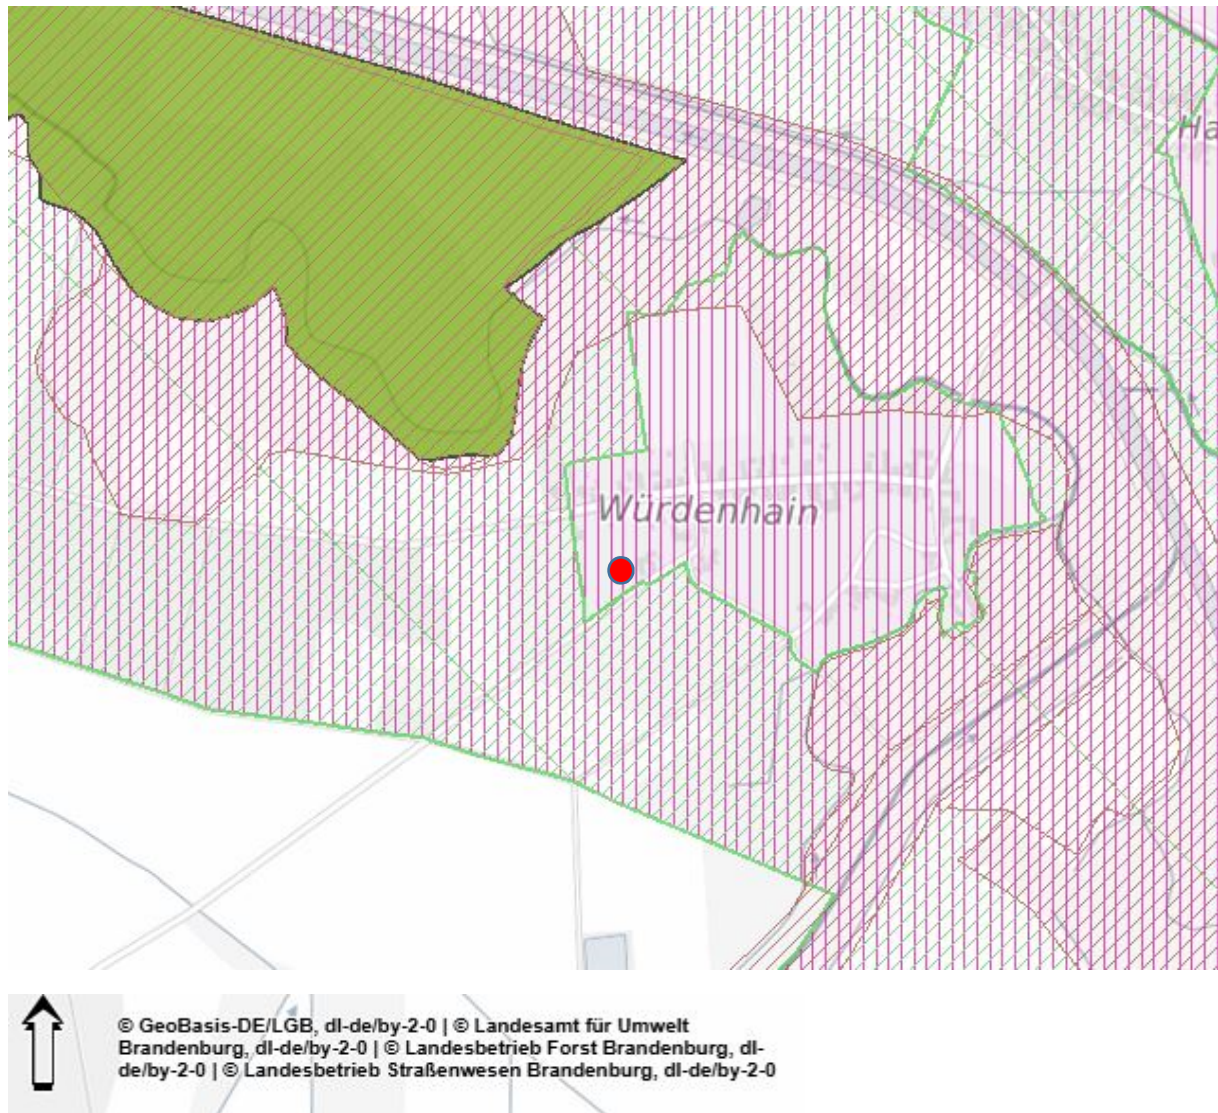 Ha
Würdenhain
© GeoBasis-DE/LGB, dl-de/by-2-0 | © Landesamt für Umwelt
Brandenburg, dl-de/by-2-0 | © Landesbetrieb Forst Brandenburg, dl-
de/by-2-0 | © Landesbetrieb Straßenwesen Brandenburg, dl-de/by-2-0